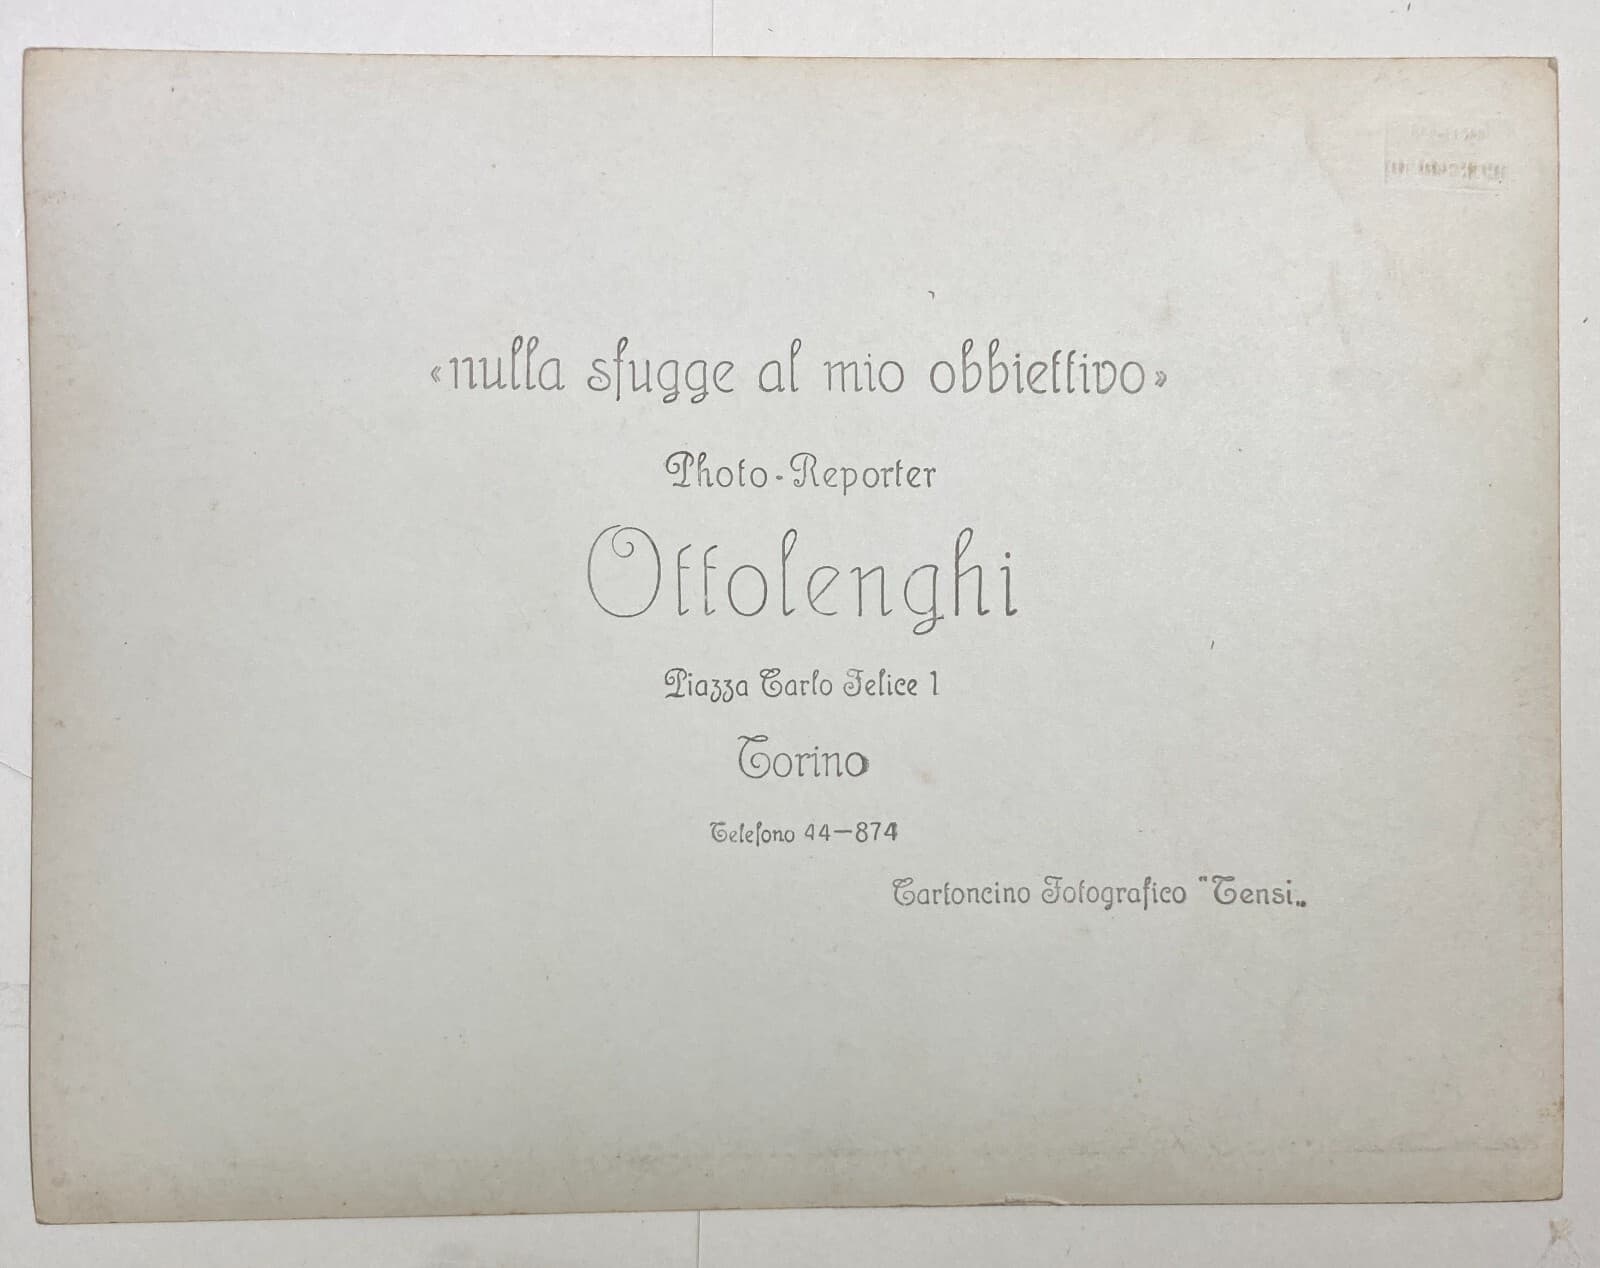 «nulla sfugge al mio obbiettivo»
Photo-Reporter
Ottolenghi
Piazza Carlo Felice 1
Torino
Telefono 44-874
Cartoncino Fotografico "Tensi„